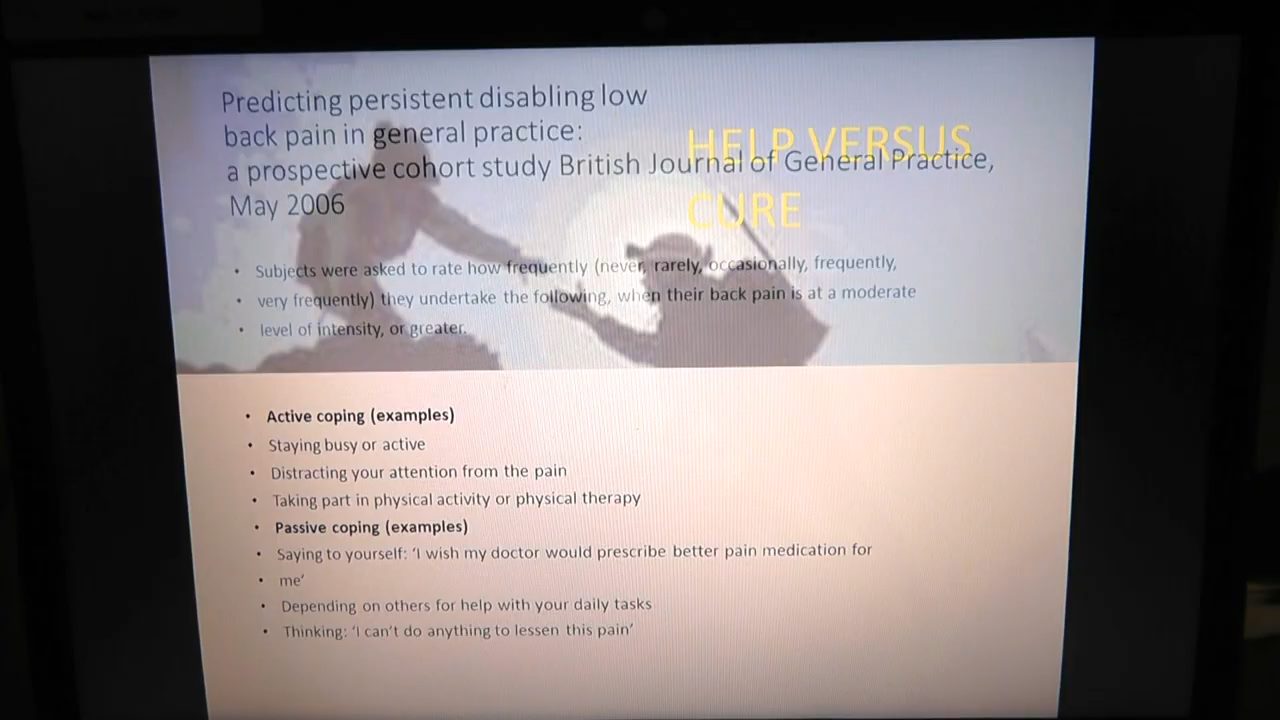 Predicting persistent disabling low
back pain in general practice:
a prospective cohort study British Journal of General Practice,
May 2006
HELP VERSUS
CURE
• Subjects were asked to rate how frequently (never, rarely, occasionally, frequently,
• very frequently) they undertake the following, when their back pain is at a moderate
• level of intensity, or greater.
• Active coping (examples)
• Staying busy or active
• Distracting your attention from the pain
• Taking part in physical activity or physical therapy
• Passive coping (examples)
• Saying to yourself: ‘I wish my doctor would prescribe better pain medication for
• me’
• Depending on others for help with your daily tasks
• Thinking: ‘I can’t do anything to lessen this pain’